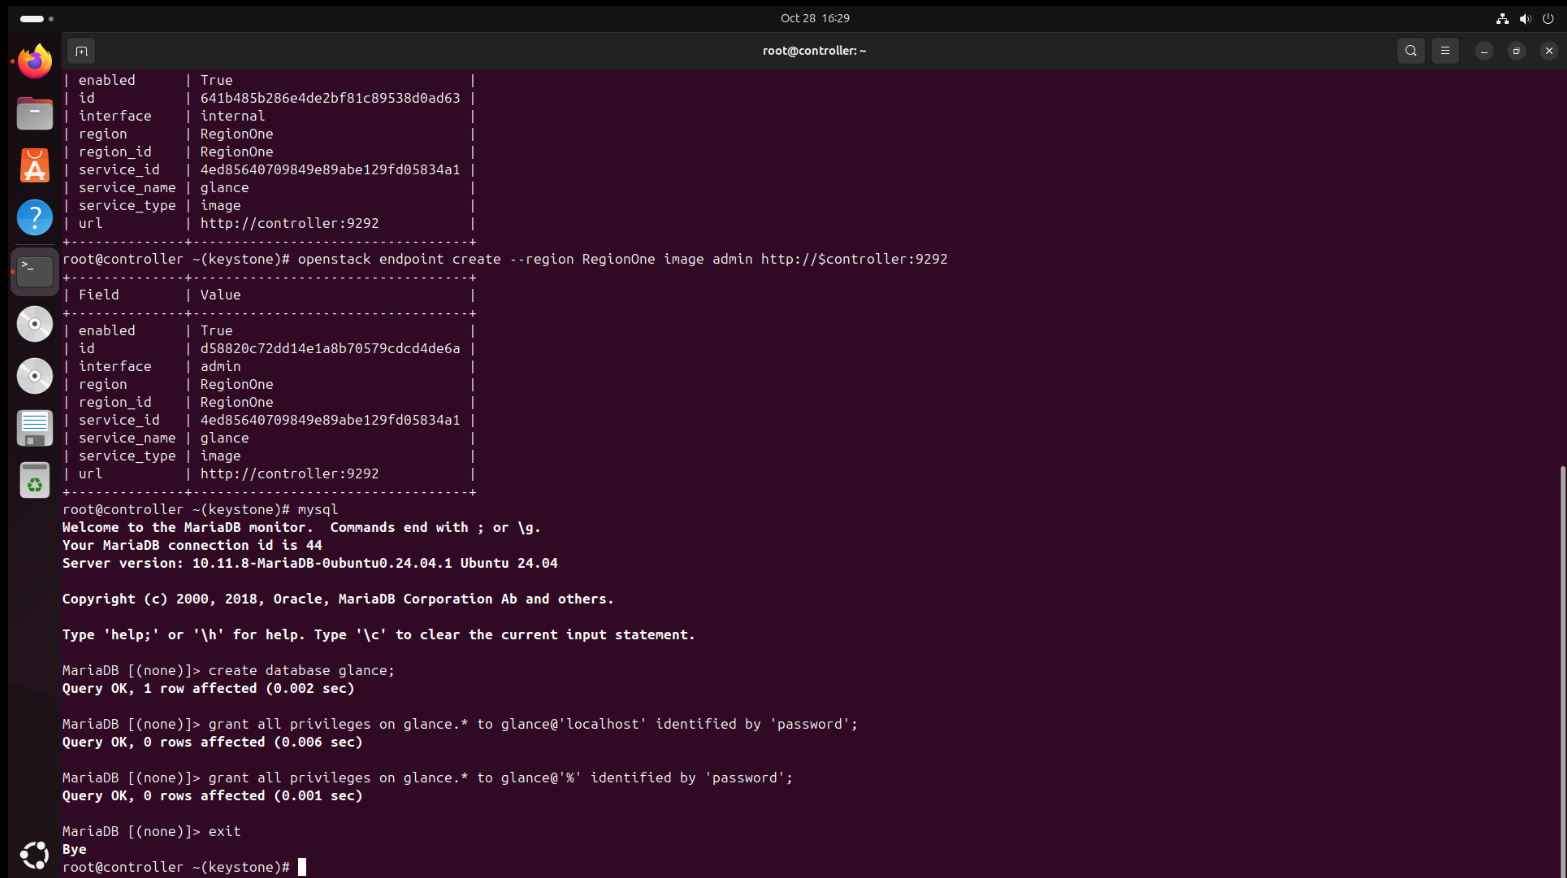 Oct 28 16:29
root@controller: ~
| enabled      | True                             |
| id           | 641b485b286e4de2bf81c89538d0ad63 |
| interface    | internal                         |
| region       | RegionOne                        |
| region_id    | RegionOne                        |
| service_id   | 4ed85640709849e89abe129fd05834a1 |
| service_name | glance                           |
| service_type | image                            |
| url          | http://controller:9292           |
+--------------+----------------------------------+
root@controller ~(keystone)# openstack endpoint create --region RegionOne image admin http://$controller:9292
+--------------+----------------------------------+
| Field        | Value                            |
+--------------+----------------------------------+
| enabled      | True                             |
| id           | d58820c72dd14e1a8b70579cdcd4de6a |
| interface    | admin                            |
| region       | RegionOne                        |
| region_id    | RegionOne                        |
| service_id   | 4ed85640709849e89abe129fd05834a1 |
| service_name | glance                           |
| service_type | image                            |
| url          | http://controller:9292           |
+--------------+----------------------------------+
root@controller ~(keystone)# mysql
Welcome to the MariaDB monitor.  Commands end with ; or \g.
Your MariaDB connection id is 44
Server version: 10.11.8-MariaDB-0ubuntu0.24.04.1 Ubuntu 24.04
Copyright (c) 2000, 2018, Oracle, MariaDB Corporation Ab and others.
Type 'help;' or '\h' for help. Type '\c' to clear the current input statement.
MariaDB [(none)]> create database glance;
Query OK, 1 row affected (0.002 sec)
MariaDB [(none)]> grant all privileges on glance.* to glance@'localhost' identified by 'password';
Query OK, 0 rows affected (0.006 sec)
MariaDB [(none)]> grant all privileges on glance.* to glance@'%' identified by 'password';
Query OK, 0 rows affected (0.001 sec)
MariaDB [(none)]> exit
Bye
root@controller ~(keystone)#